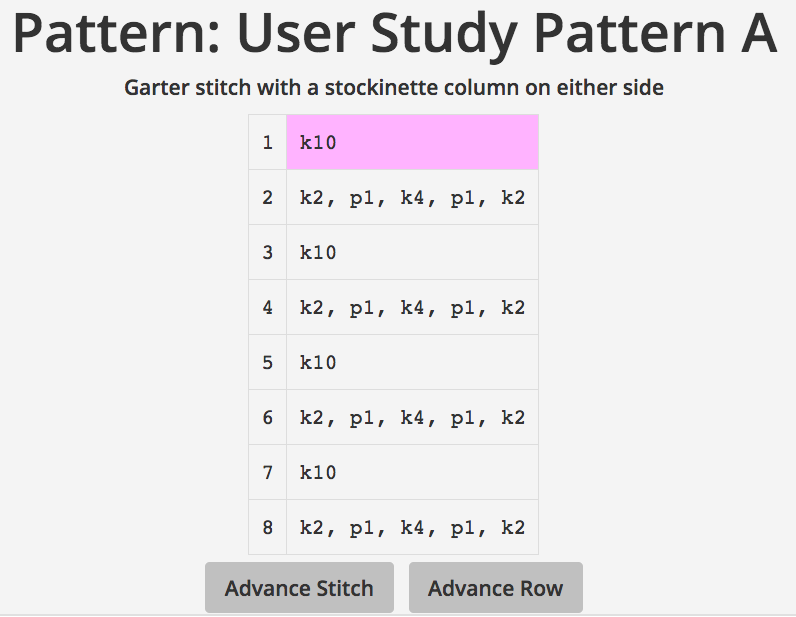 Pattern: User Study Pattern A
Garter stitch with a stockinette column on either side
1 k10
2 k2, p1, k4, p1, k2
3 k10
4 k2, p1, k4, p1, k2
5 k10
6 k2, p1, k4, p1, k2
7 k10
8 k2, p1, k4, p1, k2
Advance Stitch Advance Row